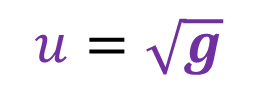 u = √g